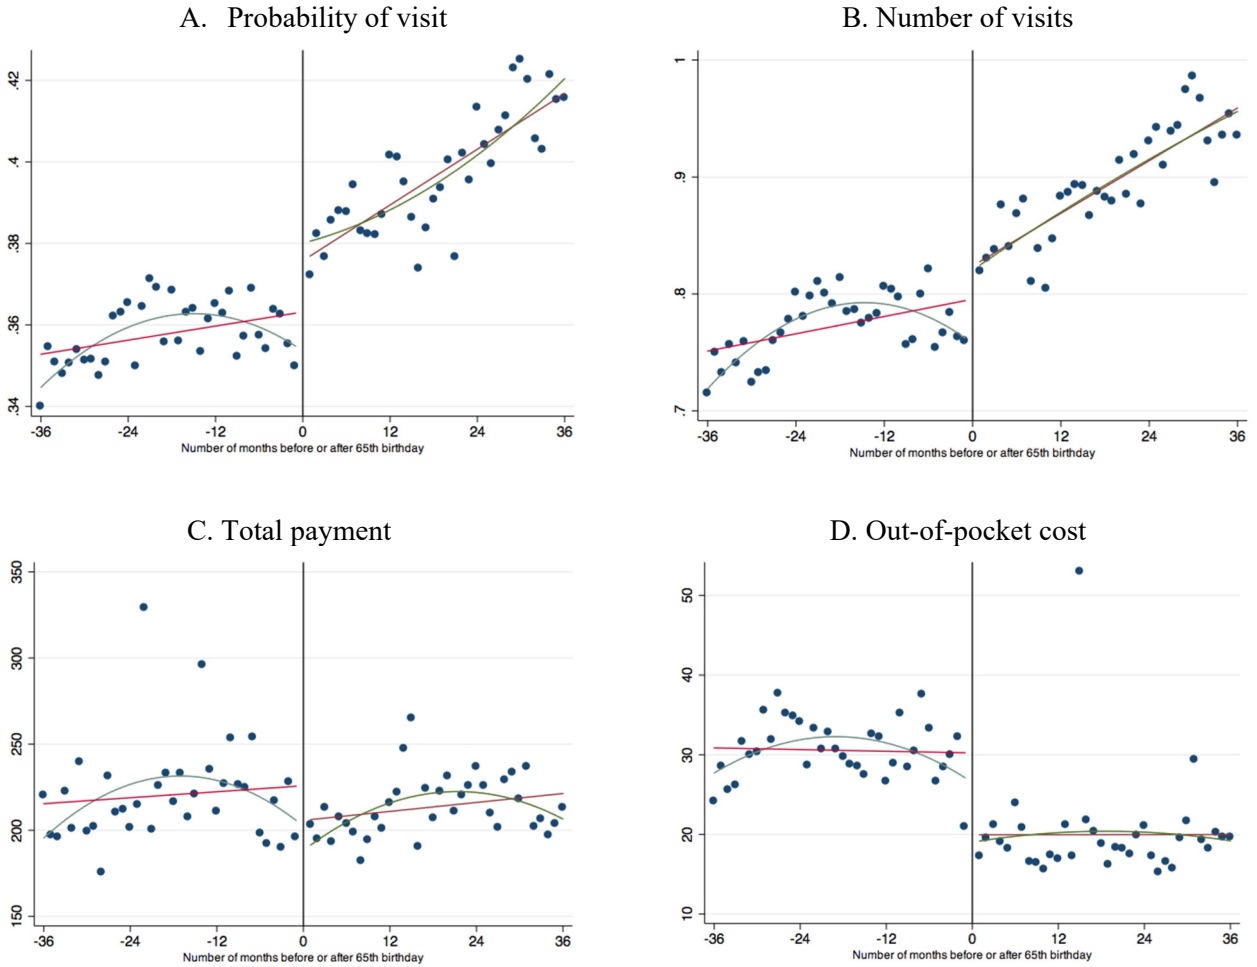 A. Probability of visit
.42
.4
.38
.36
.34
-36 -24 -12 0 12 24 36
Number of months before or after 65th birthday
B. Number of visits
1
.9
.8
.7
-36 -24 -12 0 12 24 36
Number of months before or after 65th birthday
C. Total payment
350
300
250
200
150
-36 -24 -12 0 12 24 36
Number of months before or after 65th birthday
D. Out-of-pocket cost
50
40
30
20
10
-36 -24 -12 0 12 24 36
Number of months before or after 65th birthday